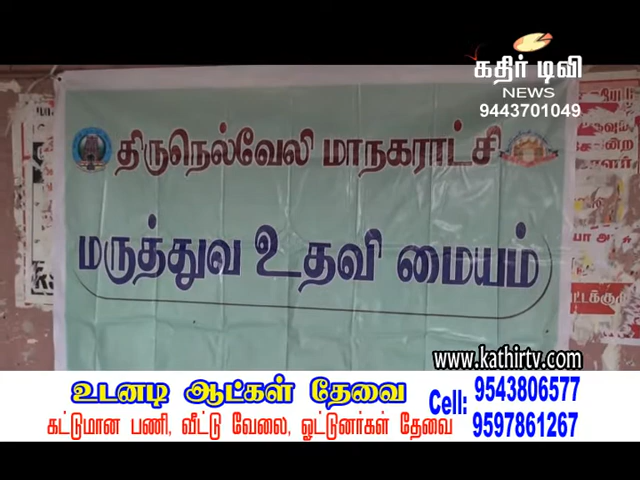 கதிர் டிவி
NEWS
9443701049
திருநெல்வேலி மாநகராட்சி
மருத்துவ உதவி மையம்
www.kathirtv.com
உடனடி ஆட்கள் தேவை
கட்டுமான பணி, வீட்டு வேலை, ஓட்டுனர்கள் தேவை
Cell: 9543806577
9597861267